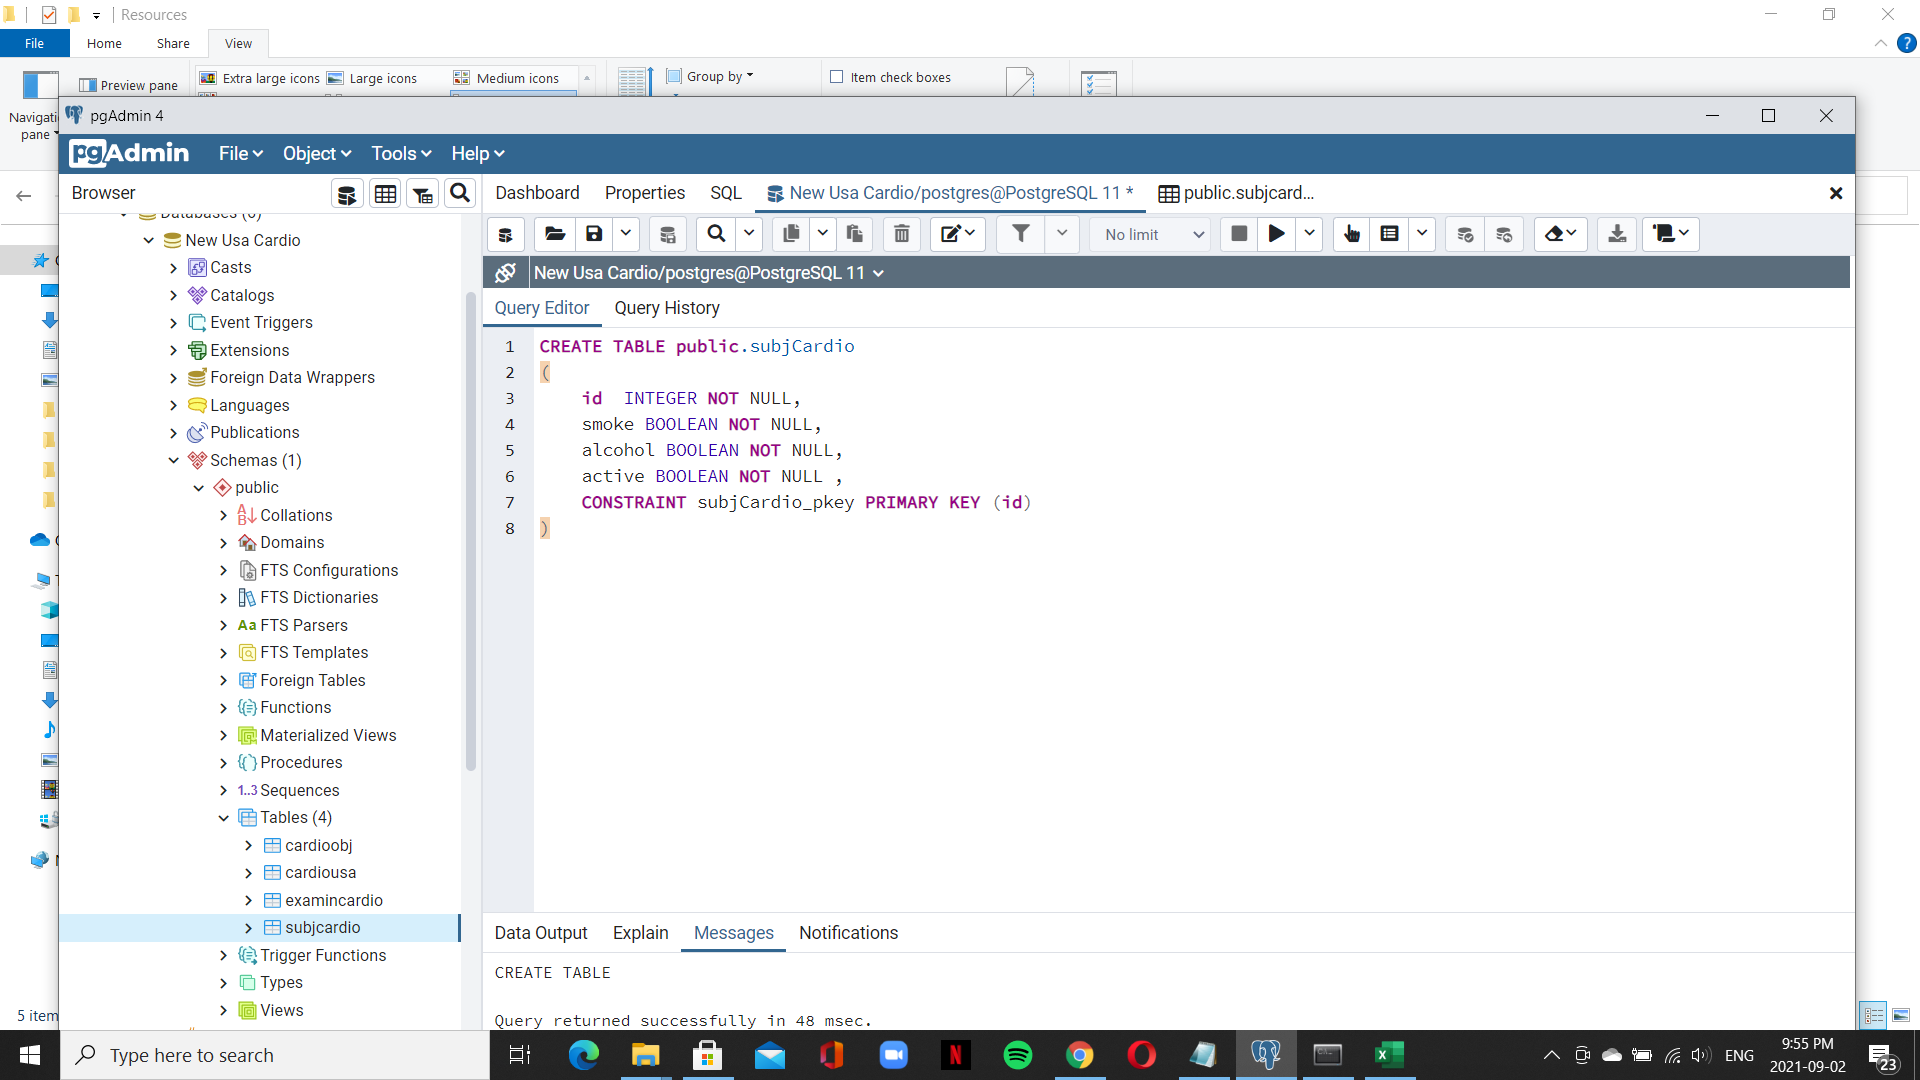 Resources
File Home Share View
Preview pane Extra large icons Large icons Medium icons Group by Item check boxes
pane
pgAdmin 4
pgAdmin File Object Tools Help
Browser Dashboard Properties SQL New Usa Cardio/postgres@PostgreSQL 11 * public.subjcard...
No limit
New Usa Cardio/postgres@PostgreSQL 11
Query Editor Query History
Databases (6)
New Usa Cardio
Casts
Catalogs
Event Triggers
Extensions
Foreign Data Wrappers
Languages
Publications
Schemas (1)
public
Collations
Domains
FTS Configurations
FTS Dictionaries
Aa FTS Parsers
FTS Templates
Foreign Tables
Functions
Materialized Views
Procedures
1..3 Sequences
Tables (4)
cardioobj
cardiousa
examincardio
subjcardio
Trigger Functions
Types
Views
1 CREATE TABLE public.subjCardio
2 (
3 id  INTEGER NOT NULL,
4 smoke BOOLEAN NOT NULL,
5 alcohol BOOLEAN NOT NULL,
6 active BOOLEAN NOT NULL ,
7 CONSTRAINT subjCardio_pkey PRIMARY KEY (id)
8 )
Data Output Explain Messages Notifications
CREATE TABLE
Query returned successfully in 48 msec.
5 item
Type here to search
ENG
9:55 PM
2021-09-02
23